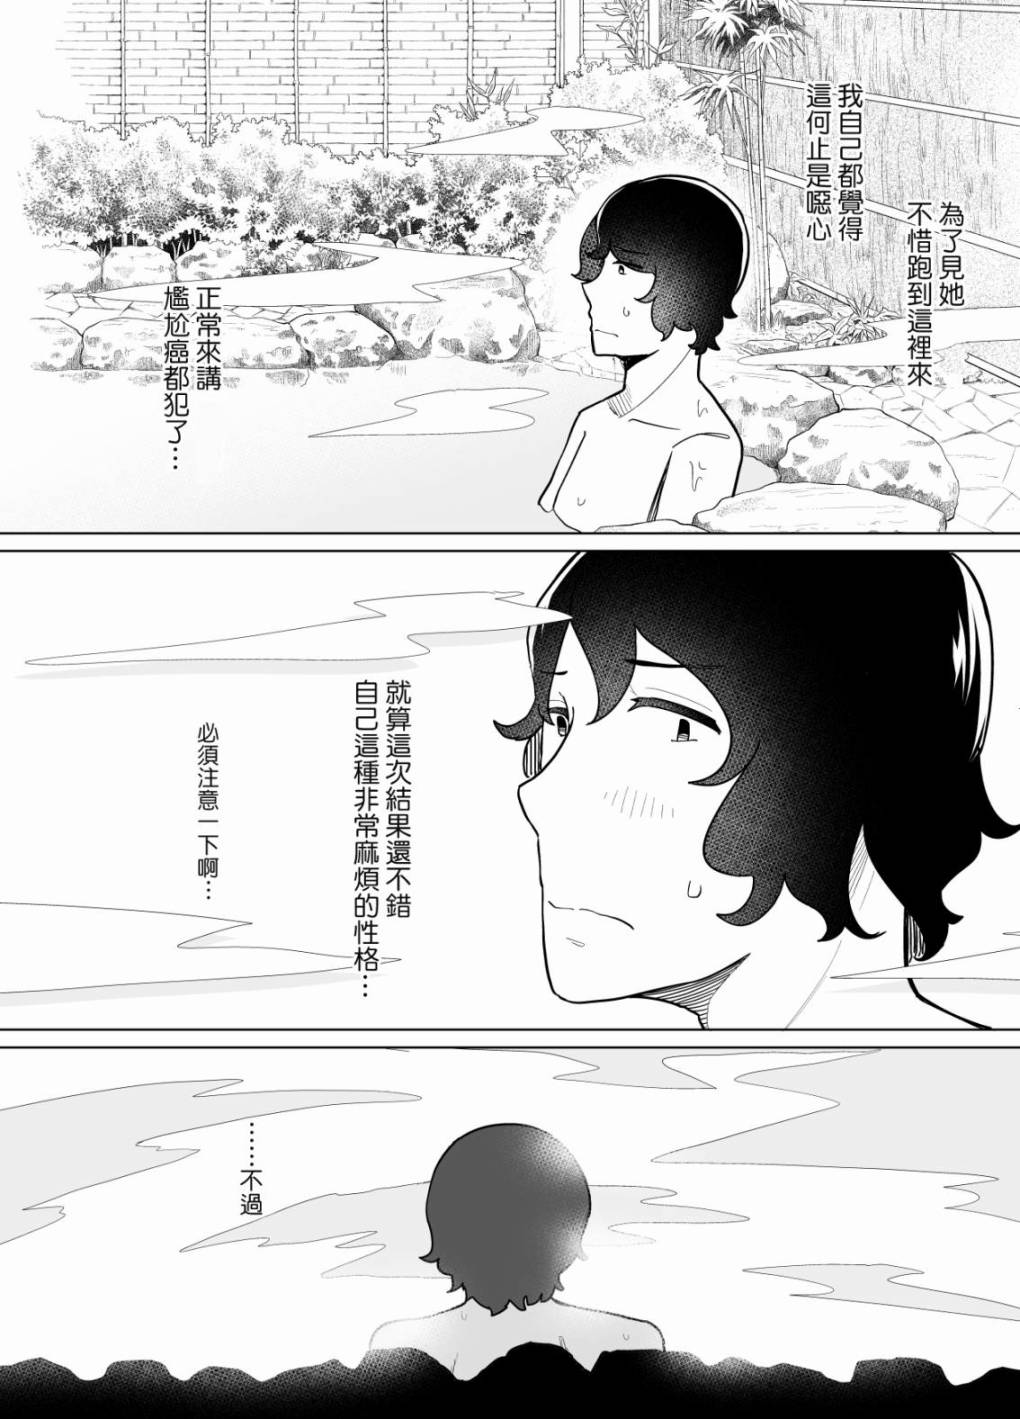 為了見她
不惜跑到這裡來
我自己都覺得
這何止是噁心
正常來講
尷尬癌都犯了…
就算這次結果還不錯
自己這種非常麻煩的性格…
必須注意一下啊…
……不過